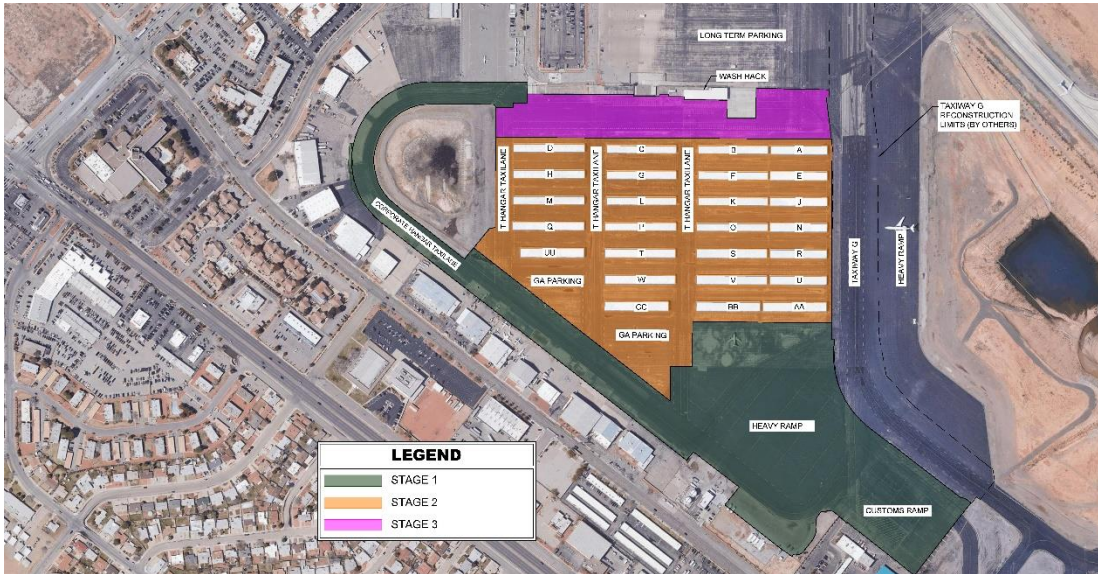 LONG TERM PARKING
WASH RACK
TAXIWAY G
RECONSTRUCTION
LIMITS (BY OTHERS)
D
C
B
A
T HANGAR TAXILANE
T HANGAR TAXILANE
T HANGAR TAXILANE
H
G
F
E
M
L
K
J
CORPORATE HANGAR TAXILANE
Q
P
O
N
TAXIWAY G
HEAVY RAMP
UU
T
S
R
GA PARKING
W
V
U
CC
BB
AA
GA PARKING
HEAVY RAMP
CUSTOMS RAMP
LEGEND
STAGE 1
STAGE 2
STAGE 3